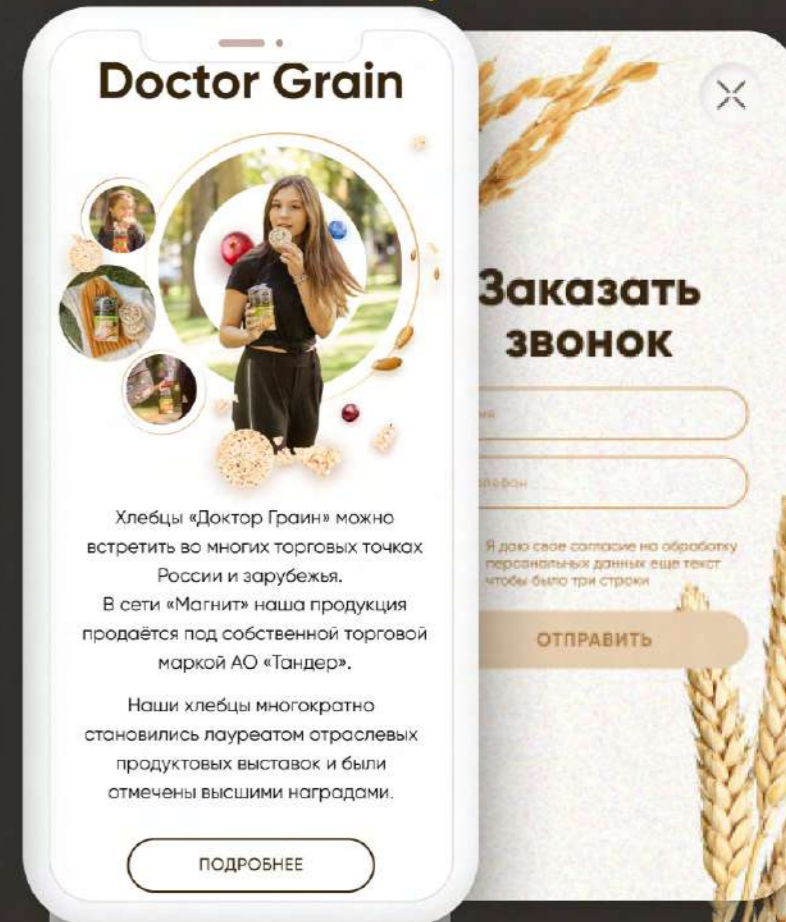 Doctor Grain
Хлебцы «Доктор Граин» можно
встретить во многих торговых точках
России и зарубежья.
В сети «Магнит» наша продукция
продаётся под собственной торговой
маркой АО «Тандер».
Наши хлебцы многократно
становились лауреатом отраслевых
продуктовых выставок и были
отмечены высшими наградами.
ПОДРОБНЕЕ
Заказать
звонок
Я даю свое согласие на обработку
персональных данных еще текст
чтобы было три строки
ОТПРАВИТЬ